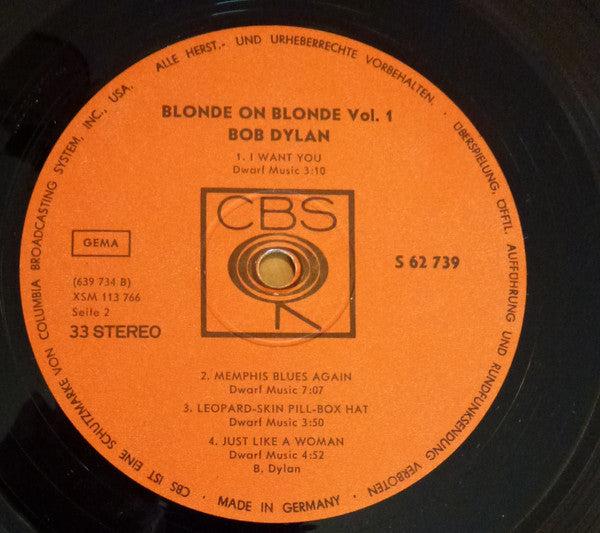 ALLE HERST.- UND URHEBERRECHTE VORBEHALTEN. · ÜBERSPIELUNG, ÖFFTL. AUFFÜHRUNG UND RUNDFUNKSENDUNG VERBOTEN · MADE IN GERMANY · CBS IST EINE SCHUTZMARKE VON COLUMBIA BROADCASTING SYSTEM, INC., USA.
BLONDE ON BLONDE Vol. 1
BOB DYLAN
1. I WANT YOU
Dwarf Music 3:10
CBS
GEMA
S 62 739
(639 734 B)
XSM 113 766
Seite 2
33 STEREO
2. MEMPHIS BLUES AGAIN
Dwarf Music 7:07
3. LEOPARD-SKIN PILL-BOX HAT
Dwarf Music 3:50
4. JUST LIKE A WOMAN
Dwarf Music 4:52
B. Dylan